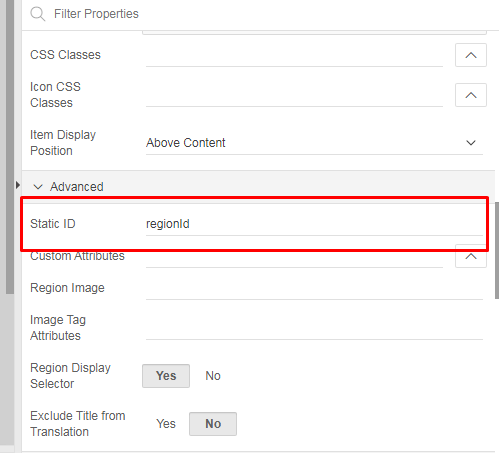 Filter Properties
CSS Classes
Icon CSS
Classes
Item Display
Position
Above Content
Advanced
Static ID
regionId
Custom Attributes
Region Image
Image Tag
Attributes
Region Display
Selector
Yes No
Exclude Title from
Translation
Yes No